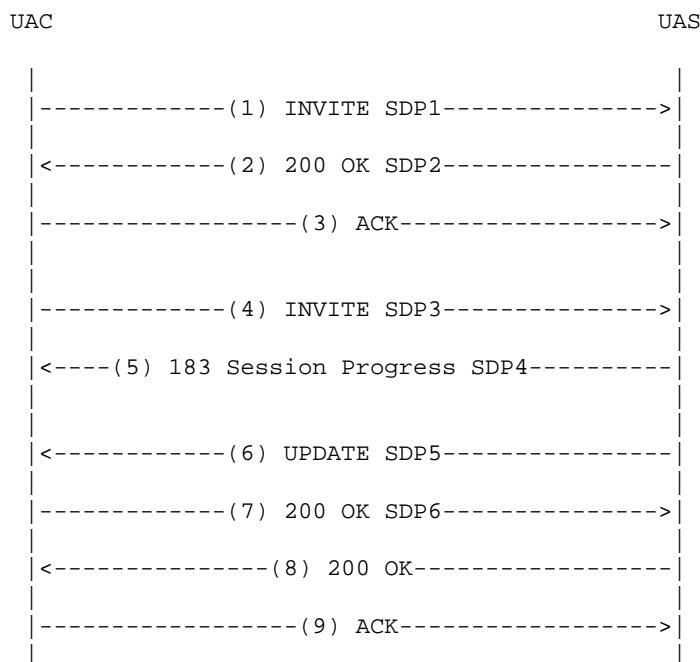 UAC UAS
(1) INVITE SDP1
(2) 200 OK SDP2
(3) ACK
(4) INVITE SDP3
(5) 183 Session Progress SDP4
(6) UPDATE SDP5
(7) 200 OK SDP6
(8) 200 OK
(9) ACK